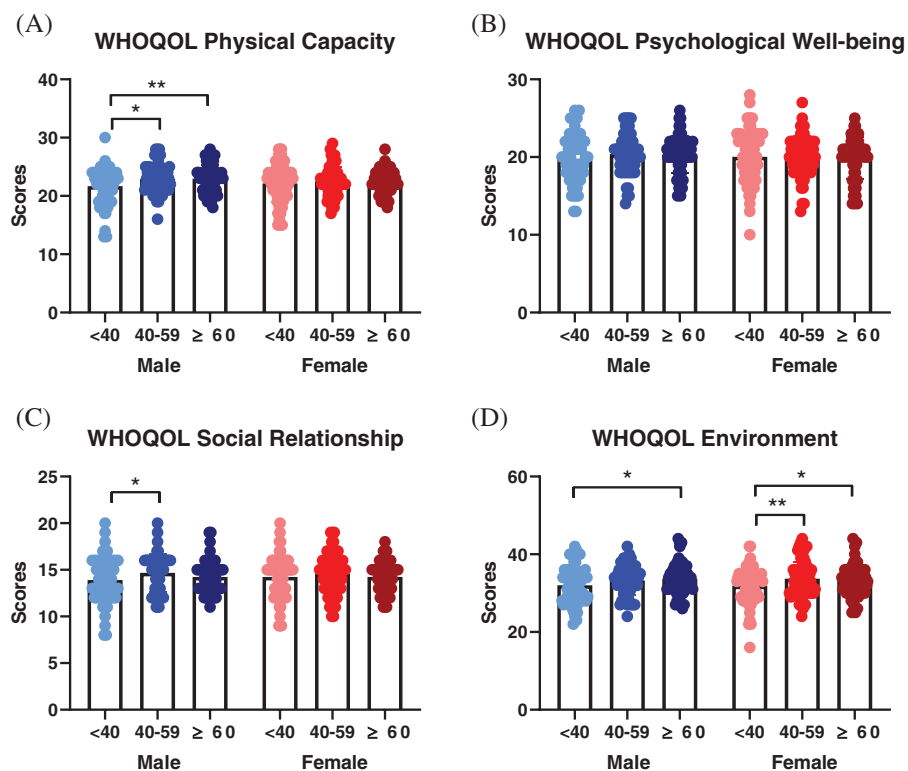 (A)
WHOQOL Physical Capacity
**
*
Scores
40
30
20
10
0
<40 40-59 ≥ 60 <40 40-59 ≥ 60
Male Female
(B)
WHOQOL Psychological Well-being
Scores
30
20
10
0
<40 40-59 ≥ 60 <40 40-59 ≥ 60
Male Female
(C)
WHOQOL Social Relationship
*
Scores
25
20
15
10
5
0
<40 40-59 ≥ 60 <40 40-59 ≥ 60
Male Female
(D)
WHOQOL Environment
* *
**
Scores
60
40
20
0
<40 40-59 ≥ 60 <40 40-59 ≥ 60
Male Female